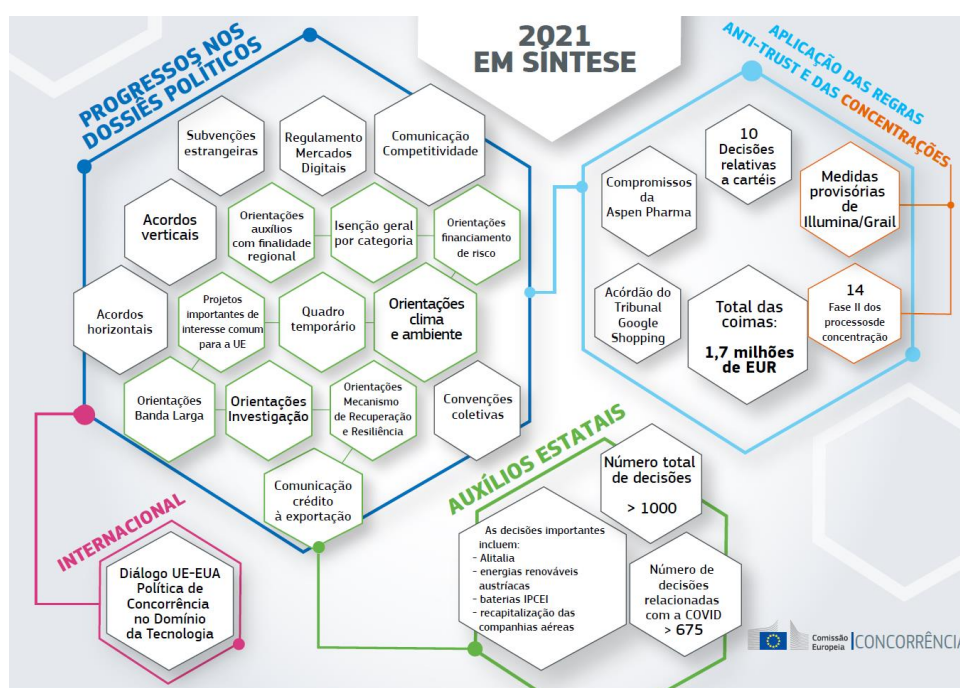 2021
EM SÍNTESE
PROGRESSOS NOS
DOSSIÊS POLÍTICOS
Subvenções
estrangeiras
Regulamento
Mercados
Digitais
Comunicação
Competitividade
Acordos
verticais
Orientações
auxílios
com finalidade
regional
Isenção geral
por categoria
Orientações
financiamento
de risco
Acordos
horizontais
Projetos
importantes de
interesse comum
para a UE
Quadro
temporário
Orientações
clima
e ambiente
Orientações
Banda Larga
Orientações
Investigação
Orientações
Mecanismo
de Recuperação
e Resiliência
Convenções
coletivas
Comunicação
crédito
à exportação
APLICAÇÃO DAS REGRAS
ANTI-TRUST E DAS CONCENTRAÇÕES
Compromissos
da
Aspen Pharma
10
Decisões
relativas
a cartéis
Medidas
provisórias
de
Illumina/Grail
Acórdão do
Tribunal
Google
Shopping
Total das
coimas:
1,7 milhões
de EUR
14
Fase II dos
processosde
concentração
INTERNACIONAL
Diálogo UE-EUA
Política de
Concorrência
no Domínio
da Tecnologia
AUXÍLIOS ESTATAIS
Número total
de decisões
> 1000
As decisões importantes
incluem:
- Alitalia
- energias renováveis
austríacas
- baterias IPCEI
- recapitalização das
companhias aéreas
Número de
decisões
relacionadas
com a COVID
> 675
Comissão
Europeia
CONCORRÊNCIA